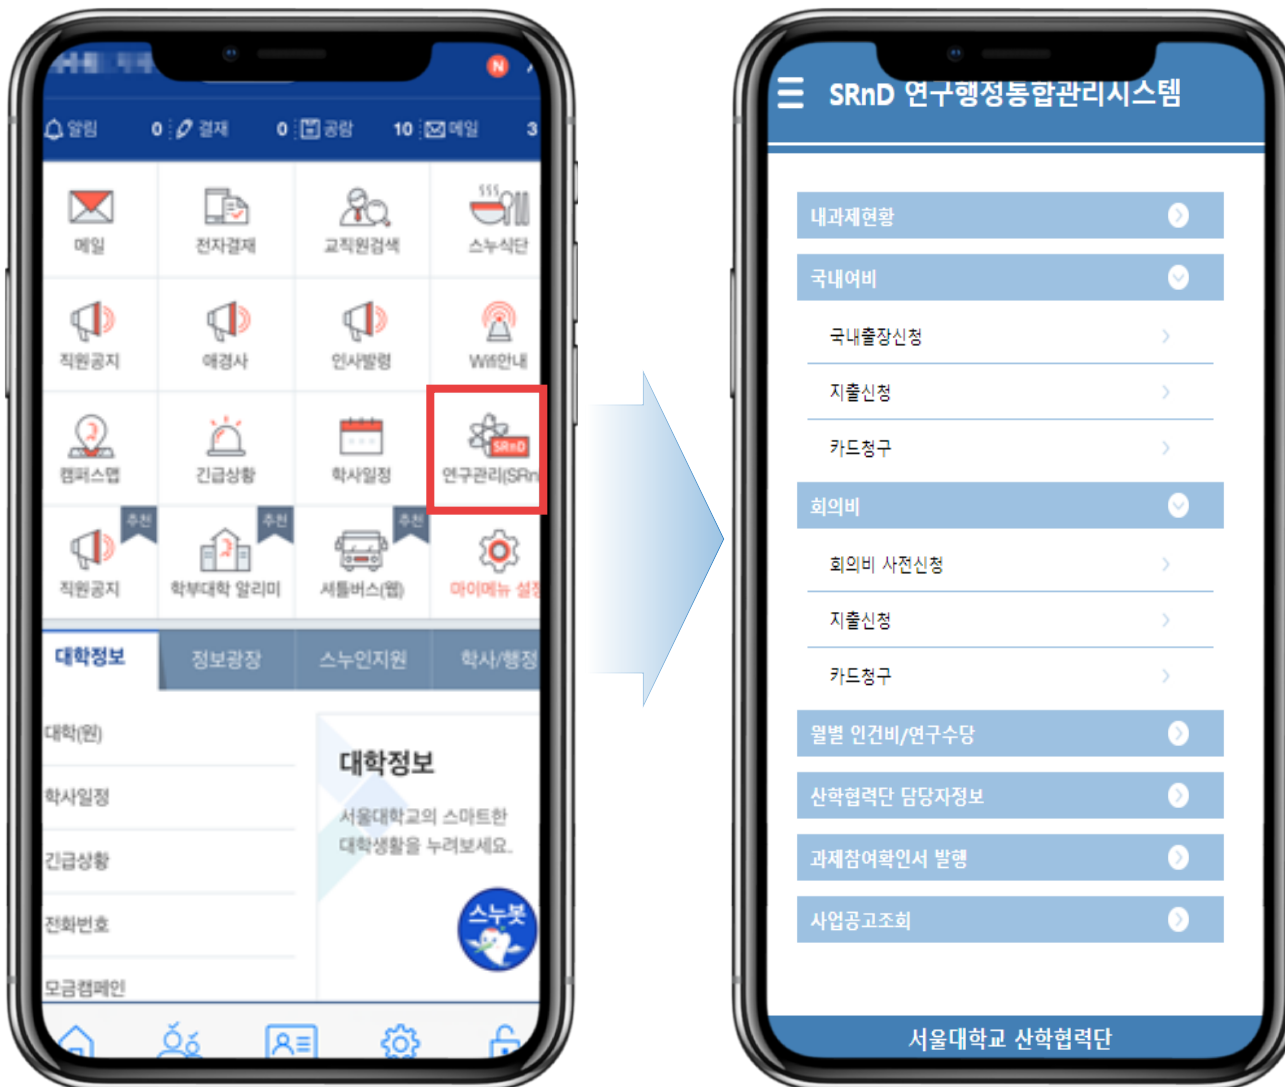 N
알림 0 결재 0 공람 10 메일 3
메일 전자결재 교직원검색 스누식단
직원공지 애경사 인사발령 Wifi안내
SRnD
캠퍼스맵 긴급상황 학사일정 연구관리(SRn
추천 추천 추천
직원공지 학부대학 알리미 셔틀버스(웹) 마이메뉴 설정
대학정보 정보광장 스누인지원 학사/행정
대학(원)
학사일정
긴급상황
전화번호
모금캠페인
대학정보
서울대학교의 스마트한
대학생활을 누려보세요.
스누봇
SRnD 연구행정통합관리시스템
내과제현황
국내여비
국내출장신청
지출신청
카드청구
회의비
회의비 사전신청
지출신청
카드청구
월별 인건비/연구수당
산학협력단 담당자정보
과제참여확인서 발행
사업공고조회
서울대학교 산학협력단